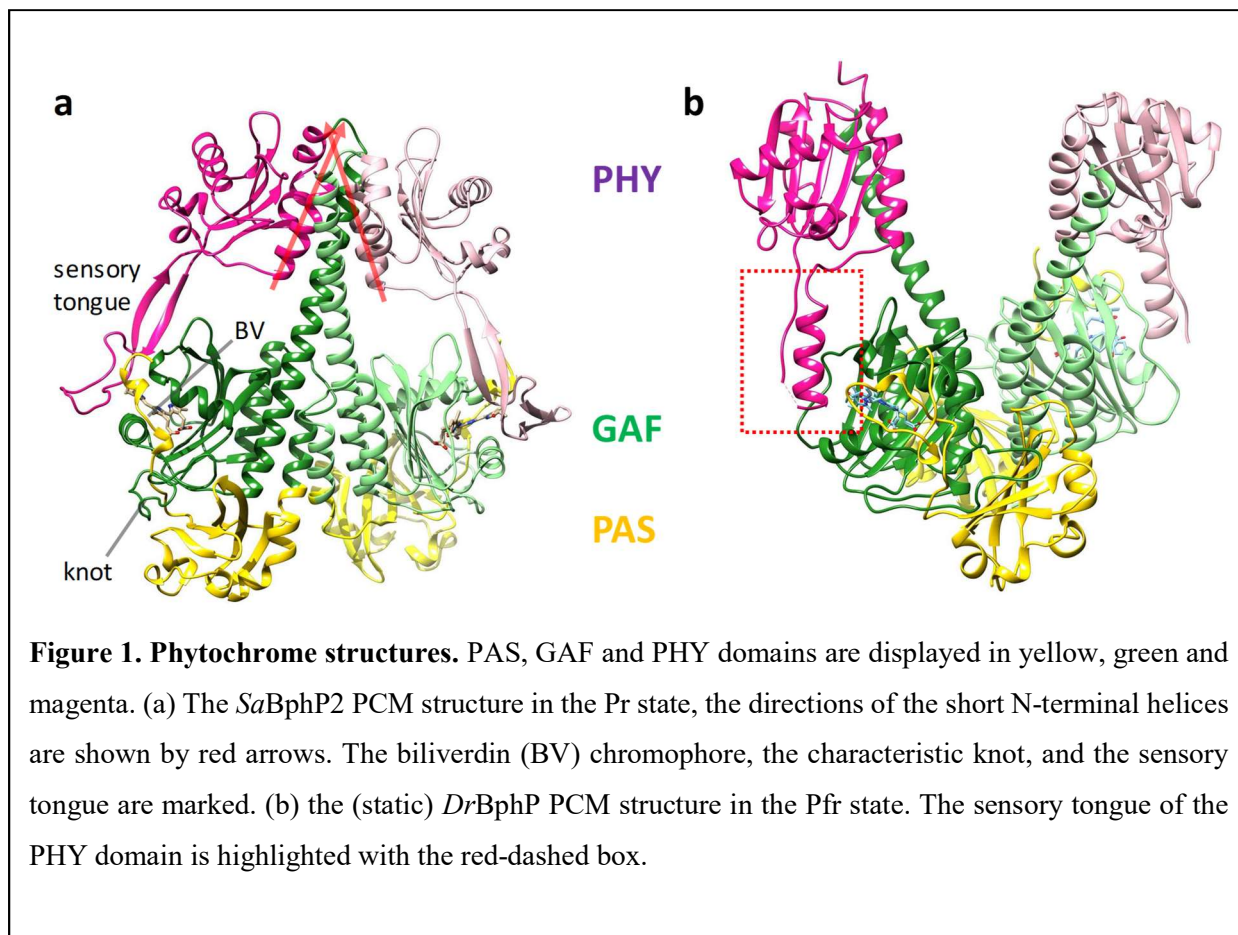 a
b
PHY
sensory
tongue
BV
GAF
PAS
knot
Figure 1. Phytochrome structures. PAS, GAF and PHY domains are displayed in yellow, green and
magenta. (a) The SaBphP2 PCM structure in the Pr state, the directions of the short N-terminal helices
are shown by red arrows. The biliverdin (BV) chromophore, the characteristic knot, and the sensory
tongue are marked. (b) the (static) DrBphP PCM structure in the Pfr state. The sensory tongue of the
PHY domain is highlighted with the red-dashed box.